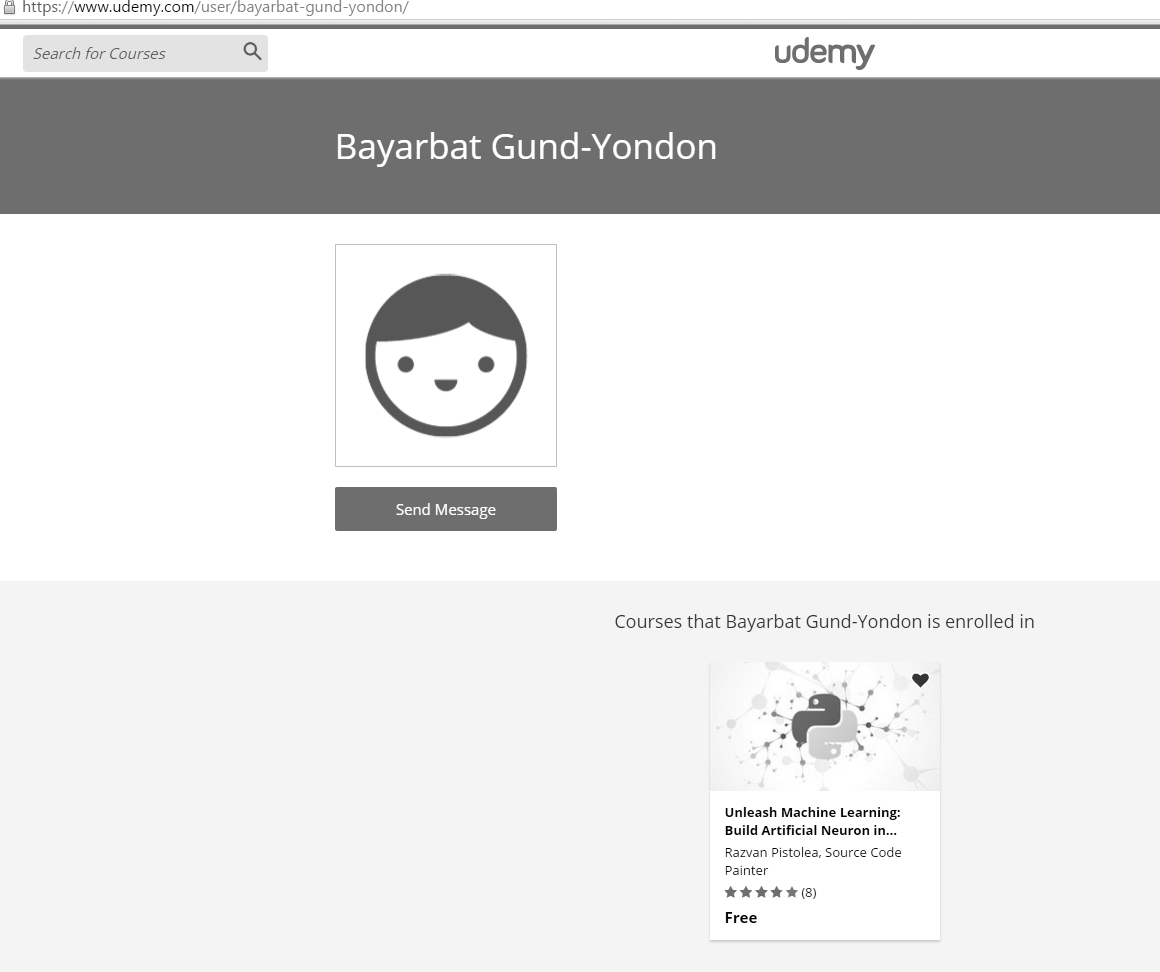 https://www.udemy.com/user/bayarbat-gund-yondon/
Search for Courses
udemy
Bayarbat Gund-Yondon
Send Message
Courses that Bayarbat Gund-Yondon is enrolled in
Unleash Machine Learning:
Build Artificial Neuron in...
Razvan Pistolea, Source Code
Painter
(8)
Free